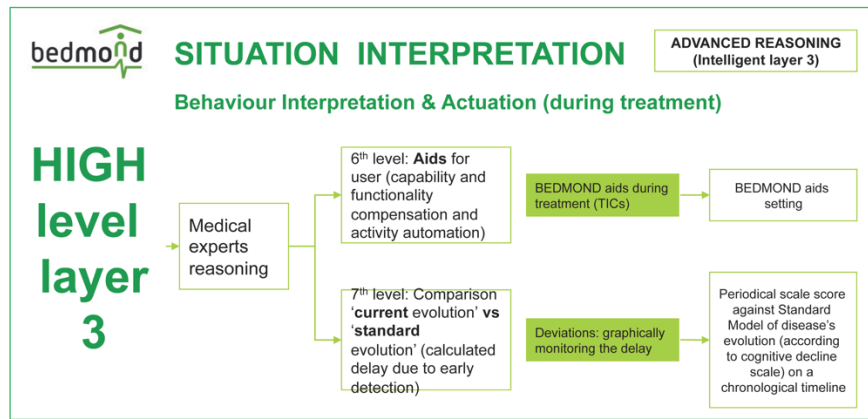 bedmond
SITUATION INTERPRETATION
ADVANCED REASONING
(Intelligent layer 3)
Behaviour Interpretation & Actuation (during treatment)
HIGH
level
layer
3
Medical
experts
reasoning
6th level: Aids for
user (capability and
functionality
compensation and
activity automation)
BEDMOND aids during
treatment (TICs)
BEDMOND aids
setting
7th level: Comparison
‘current evolution’ vs
‘standard
evolution’ (calculated
delay due to early
detection)
Deviations: graphically
monitoring the delay
Periodical scale score
against Standard
Model of disease’s
evolution (according
to cognitive decline
scale) on a
chronological timeline